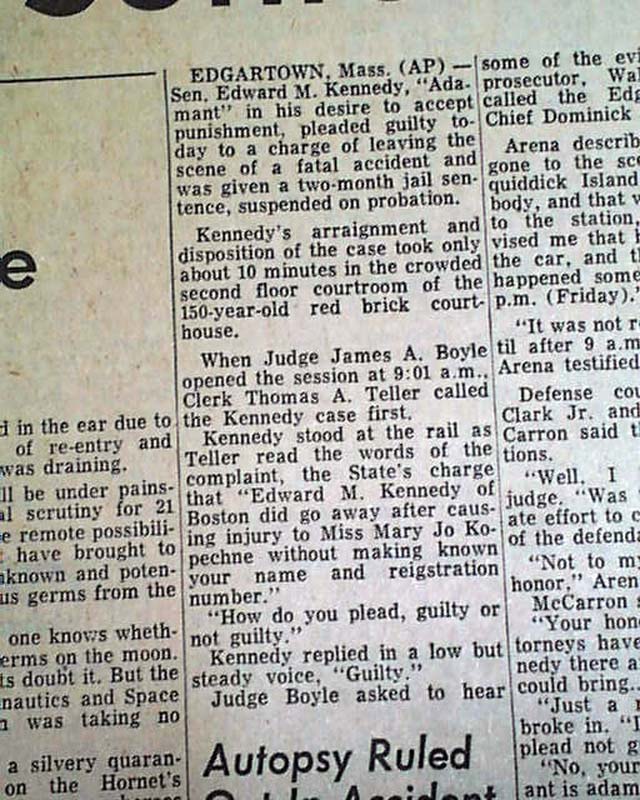 e
d in the ear due to
of re-entry and
was draining.
ll be under pains-
al scrutiny for 21
e remote possibili-
have brought to
known and poten-
us germs from the
one knows wheth-
erms on the moon.
ts doubt it. But the
nautics and Space
n was taking no
a silvery quaran-
on the Hornet's
EDGARTOWN, Mass. (AP) —
Sen. Edward M. Kennedy, "Ada-
mant" in his desire to accept
punishment, pleaded guilty to-
day to a charge of leaving the
scene of a fatal accident and
was given a two-month jail sen-
tence, suspended on probation.
Kennedy's arraignment and
disposition of the case took only
about 10 minutes in the crowded
second floor courtroom of the
150-year-old red brick court-
house.
When Judge James A. Boyle
opened the session at 9:01 a.m.,
Clerk Thomas A. Teller called
the Kennedy case first.
Kennedy stood at the rail as
Teller read the words of the
complaint, the State's charge
that "Edward M. Kennedy of
Boston did go away after caus-
ing injury to Miss Mary Jo Ko-
pechne without making known
your name and reigstration
number."
"How do you plead, guilty or
not guilty."
Kennedy replied in a low but
steady voice, "Guilty."
Judge Boyle asked to hear
Autopsy Ruled
Out In Accident
some of the evi
prosecutor, Wa
called the Edg
Chief Dominick
Arena describ
gone to the sc
quiddick Island
body, and that w
to the station,
vised me that h
the car, and th
happened some
p.m. (Friday)."
"It was not r
til after 9 a.m
Arena testified
Defense cou
Clark Jr. and
Carron said th
tions.
"Well, I
judge. "Was
ate effort to c
of the defenda
"Not to my
honor," Aren
McCarron s
"Your hon
torneys have
nedy there a
could bring.
"Just a m
broke in. "I
plead not g
"No, your
ant is adam